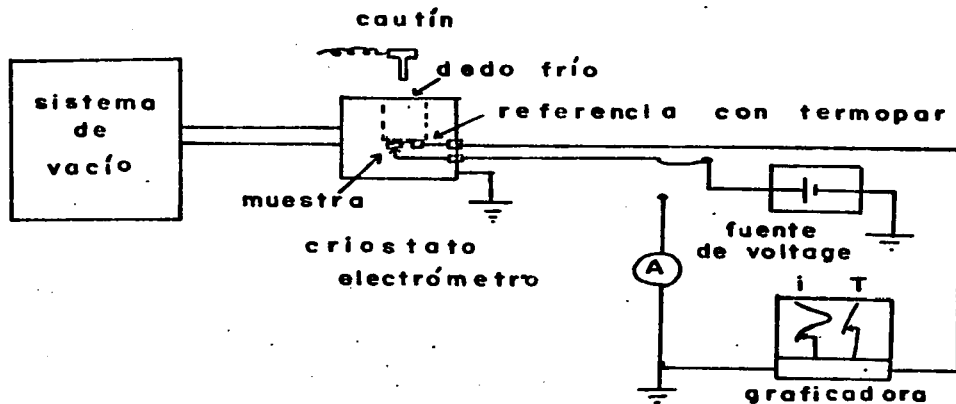 cautín
dedo frío
sistema
de
vacío
referencia con termopar
muestra
criostato
electrómetro
fuente
de voltage
A
i T
graficadora